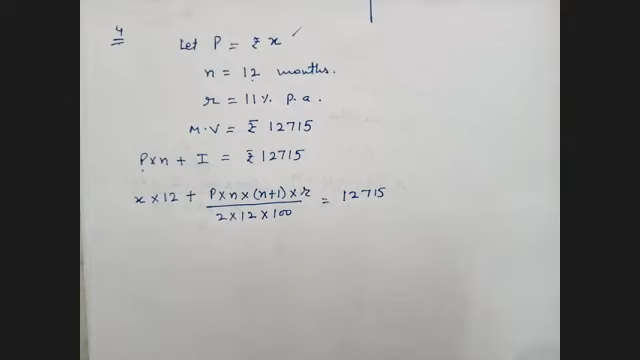 4
Let P = ₹ x
n = 12 months.
r = 11% p.a.
M.V = ₹ 12715
P×n + I = ₹ 12715
x × 12 + P×n×(n+1)×r / 2×12×100 = 12715